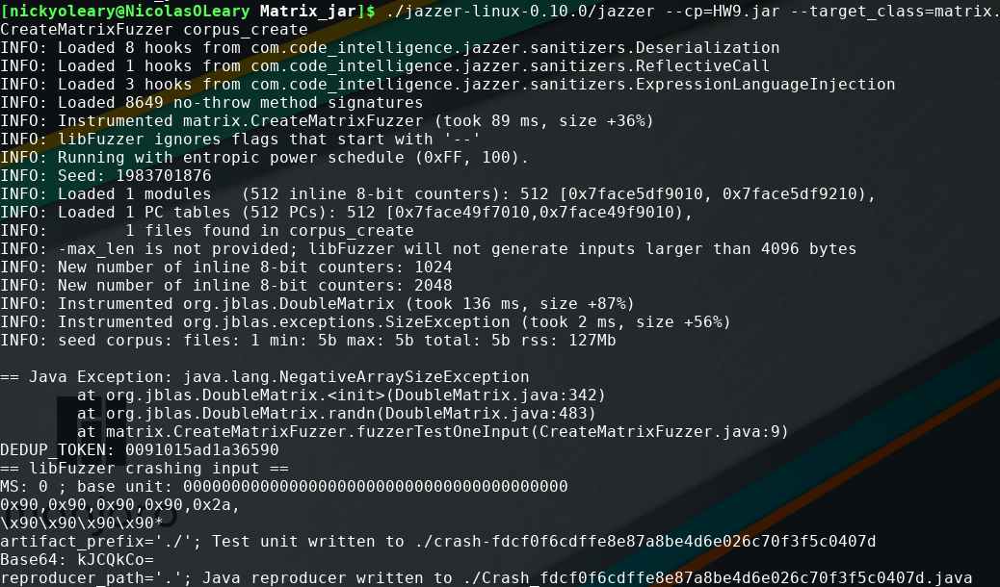 [nickyoleary@NicolasOLeary Matrix_jar]$ ./jazzer-linux-0.10.0/jazzer --cp=HW9.jar --target_class=matrix.
CreateMatrixFuzzer corpus_create
INFO: Loaded 8 hooks from com.code_intelligence.jazzer.sanitizers.Deserialization
INFO: Loaded 1 hooks from com.code_intelligence.jazzer.sanitizers.ReflectiveCall
INFO: Loaded 3 hooks from com.code_intelligence.jazzer.sanitizers.ExpressionLanguageInjection
INFO: Loaded 8649 no-throw method signatures
INFO: Instrumented matrix.CreateMatrixFuzzer (took 89 ms, size +36%)
INFO: libFuzzer ignores flags that start with '--'
INFO: Running with entropic power schedule (0xFF, 100).
INFO: Seed: 1983701876
INFO: Loaded 1 modules   (512 inline 8-bit counters): 512 [0x7face5df9010, 0x7face5df9210),
INFO: Loaded 1 PC tables (512 PCs): 512 [0x7face49f7010,0x7face49f9010),
INFO:        1 files found in corpus_create
INFO: -max_len is not provided; libFuzzer will not generate inputs larger than 4096 bytes
INFO: New number of inline 8-bit counters: 1024
INFO: New number of inline 8-bit counters: 2048
INFO: Instrumented org.jblas.DoubleMatrix (took 136 ms, size +87%)
INFO: Instrumented org.jblas.exceptions.SizeException (took 2 ms, size +56%)
INFO: seed corpus: files: 1 min: 5b max: 5b total: 5b rss: 127Mb

== Java Exception: java.lang.NegativeArraySizeException
        at org.jblas.DoubleMatrix.<init>(DoubleMatrix.java:342)
        at org.jblas.DoubleMatrix.randn(DoubleMatrix.java:483)
        at matrix.CreateMatrixFuzzer.fuzzerTestOneInput(CreateMatrixFuzzer.java:9)
DEDUP_TOKEN: 0091015ad1a36590
== libFuzzer crashing input ==
MS: 0 ; base unit: 0000000000000000000000000000000000000000
0x90,0x90,0x90,0x90,0x2a,
\x90\x90\x90\x90*
artifact_prefix='./'; Test unit written to ./crash-fdcf0f6cdffe8e87a8be4d6e026c70f3f5c0407d
Base64: kJCQkCo=
reproducer_path='.'; Java reproducer written to ./Crash_fdcf0f6cdffe8e87a8be4d6e026c70f3f5c0407d.java